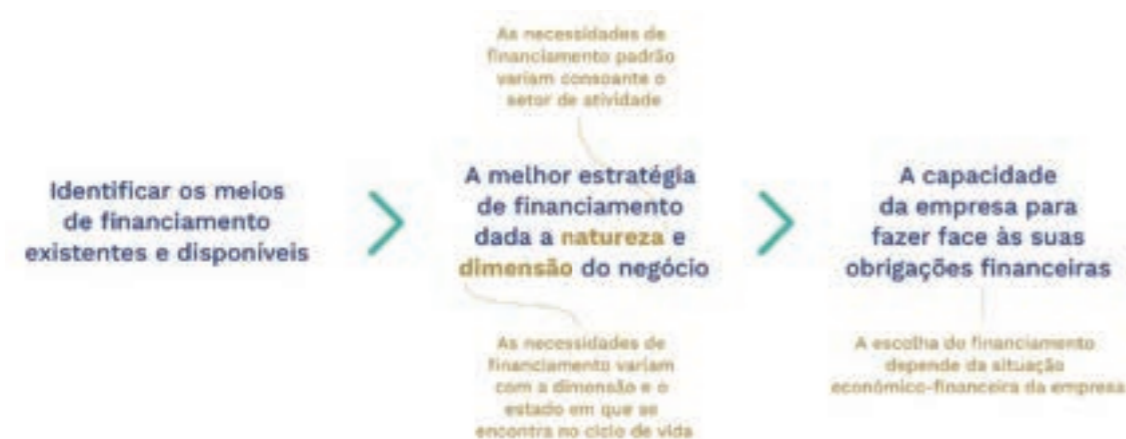 As necessidades de
financiamento padrão
variam consoante o
setor de atividade
Identificar os meios
de financiamento
existentes e disponíveis
A melhor estratégia
de financiamento
dada a natureza e
dimensão do negócio
A capacidade
da empresa para
fazer face às suas
obrigações financeiras
As necessidades de
financiamento variam
com a dimensão e o
estado em que se
encontra no ciclo de vida
A escolha do financiamento
depende da situação
económico-financeira da empresa